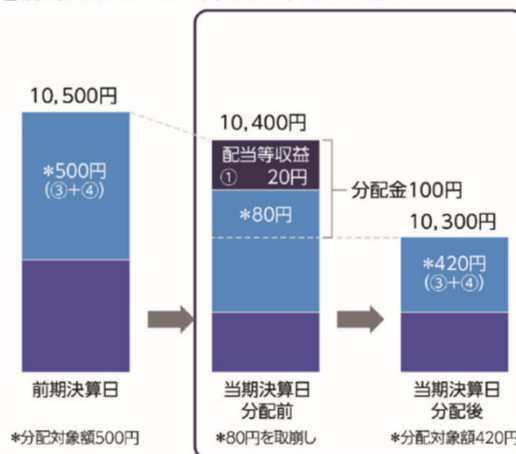 10,500円
*500円
(③+④)
前期決算日
*分配対象額500円
10,400円
配当等収益
① 20円
*80円
分配金100円
当期決算日
分配前
*80円を取崩し
10,300円
*420円
(③+④)
当期決算日
分配後
*分配対象額420円